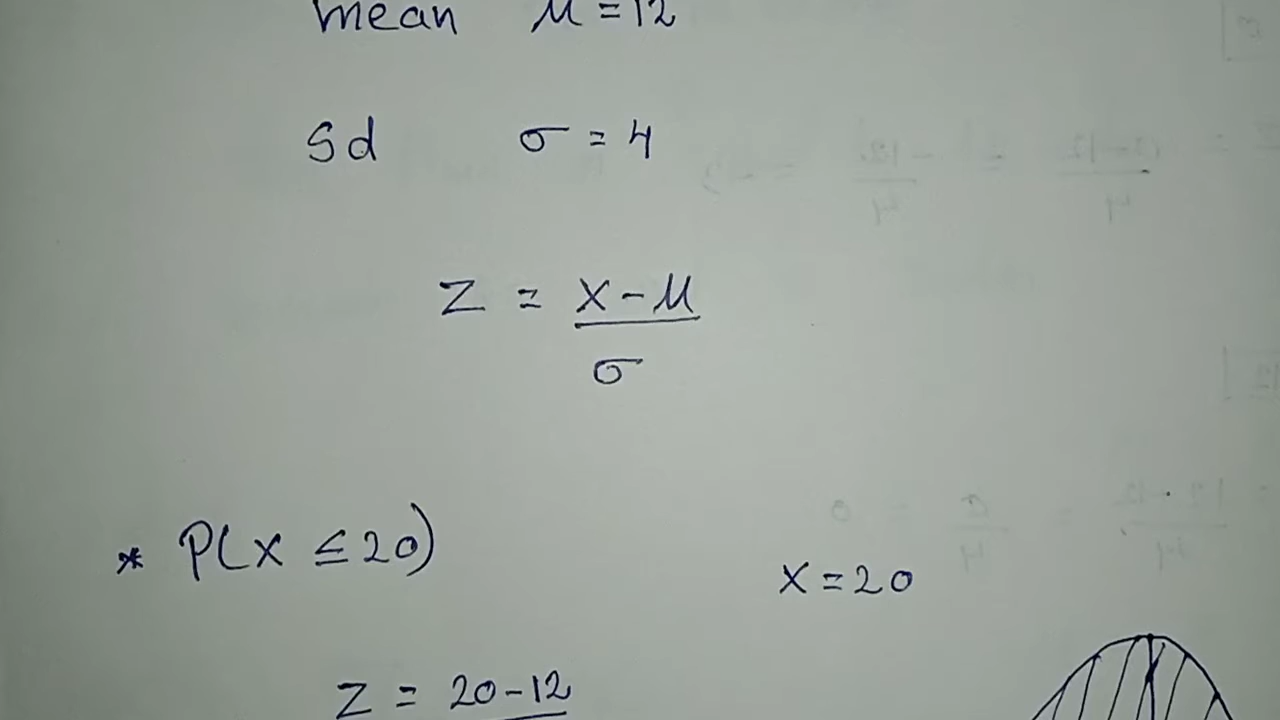 mean μ = 12
Sd σ = 4
Z = X - μ
σ
* P(X ≤ 20)
X = 20
Z = 20 - 12